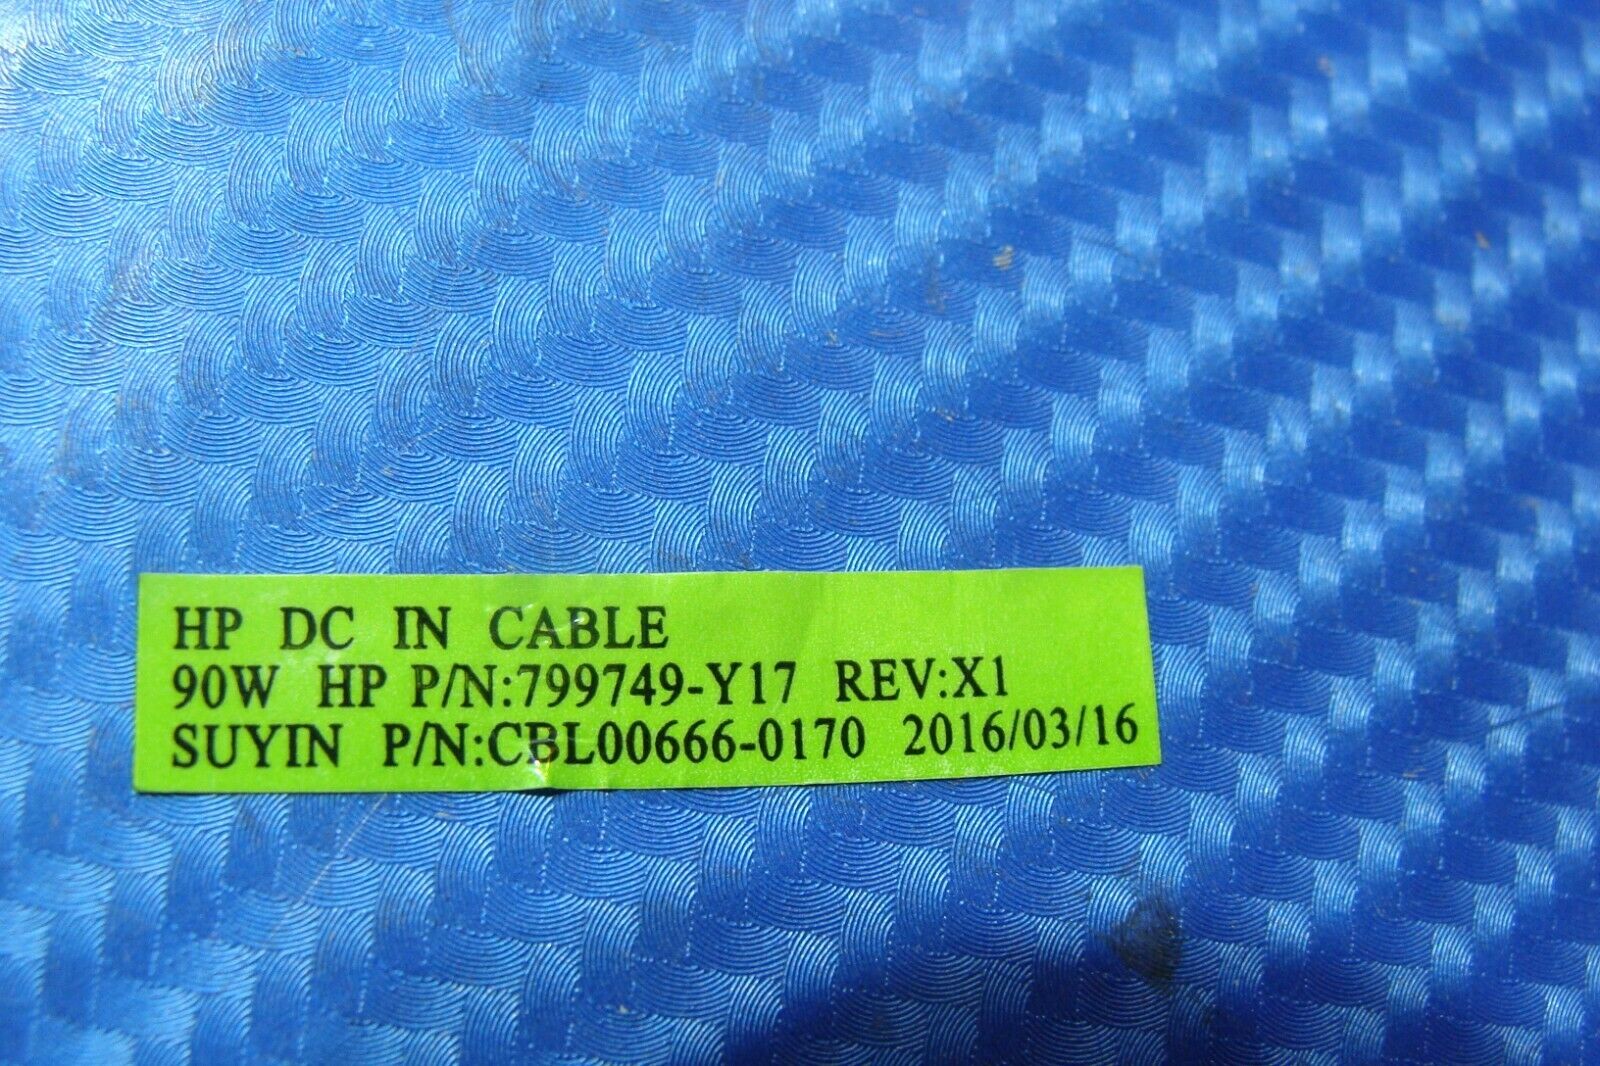 HP DC IN CABLE
90W HP P/N:799749-Y17 REV:X1
SUYIN P/N:CBL00666-0170 2016/03/16